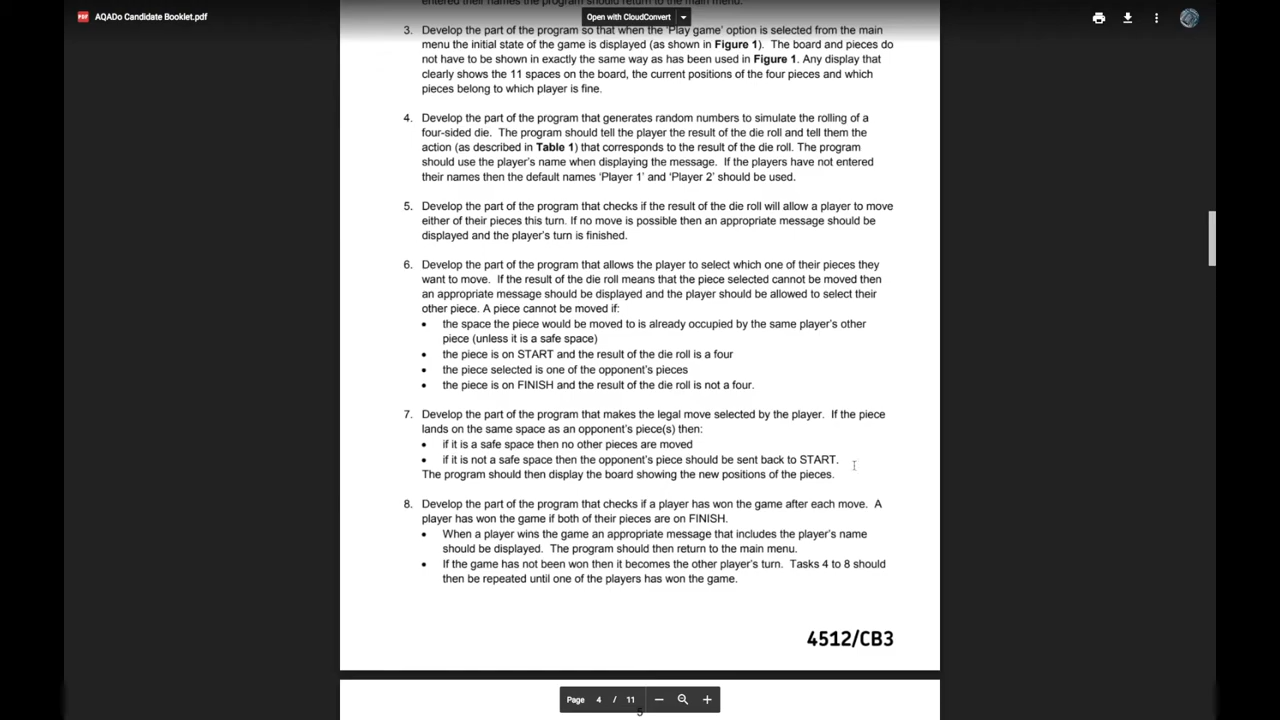 AQADo Candidate Booklet.pdf
Open with CloudConvert
entered their names the program should return to the main menu.
3. Develop the part of the program so that when the 'Play game' option is selected from the main
menu the initial state of the game is displayed (as shown in Figure 1). The board and pieces do
not have to be shown in exactly the same way as has been used in Figure 1. Any display that
clearly shows the 11 spaces on the board, the current positions of the four pieces and which
pieces belong to which player is fine.
4. Develop the part of the program that generates random numbers to simulate the rolling of a
four-sided die. The program should tell the player the result of the die roll and tell them the
action (as described in Table 1) that corresponds to the result of the die roll. The program
should use the player's name when displaying the message. If the players have not entered
their names then the default names 'Player 1' and 'Player 2' should be used.
5. Develop the part of the program that checks if the result of the die roll will allow a player to move
either of their pieces this turn. If no move is possible then an appropriate message should be
displayed and the player's turn is finished.
6. Develop the part of the program that allows the player to select which one of their pieces they
want to move. If the result of the die roll means that the piece selected cannot be moved then
an appropriate message should be displayed and the player should be allowed to select their
other piece. A piece cannot be moved if:
• the space the piece would be moved to is already occupied by the same player's other
piece (unless it is a safe space)
• the piece is on START and the result of the die roll is a four
• the piece selected is one of the opponent's pieces
• the piece is on FINISH and the result of the die roll is not a four.
7. Develop the part of the program that makes the legal move selected by the player. If the piece
lands on the same space as an opponent's piece(s) then:
• if it is a safe space then no other pieces are moved
• if it is not a safe space then the opponent's piece should be sent back to START.
The program should then display the board showing the new positions of the pieces.
8. Develop the part of the program that checks if a player has won the game after each move. A
player has won the game if both of their pieces are on FINISH.
• When a player wins the game an appropriate message that includes the player's name
should be displayed. The program should then return to the main menu.
• If the game has not been won then it becomes the other player's turn. Tasks 4 to 8 should
then be repeated until one of the players has won the game.
4512/CB3
Page 4 / 11
5